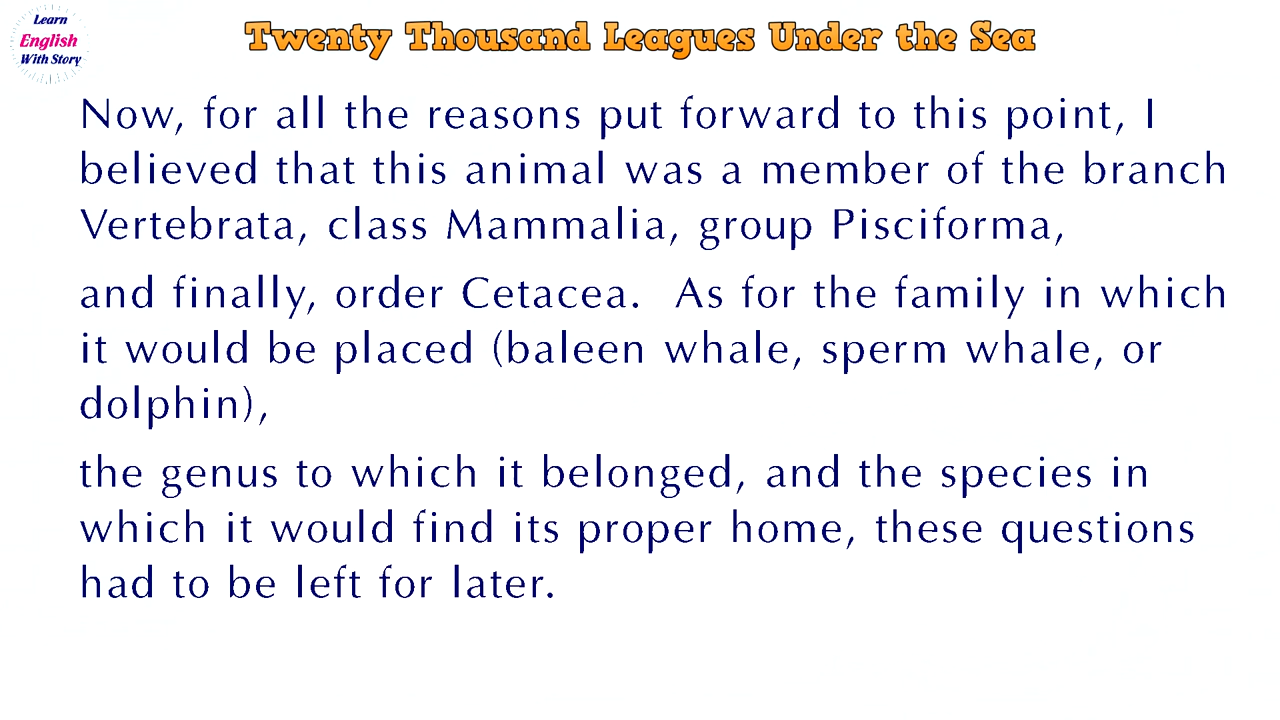 Learn
English
With Story
Twenty Thousand Leagues Under the Sea
Now, for all the reasons put forward to this point, I
believed that this animal was a member of the branch
Vertebrata, class Mammalia, group Pisciforma,
and finally, order Cetacea.  As for the family in which
it would be placed (baleen whale, sperm whale, or
dolphin),
the genus to which it belonged, and the species in
which it would find its proper home, these questions
had to be left for later.